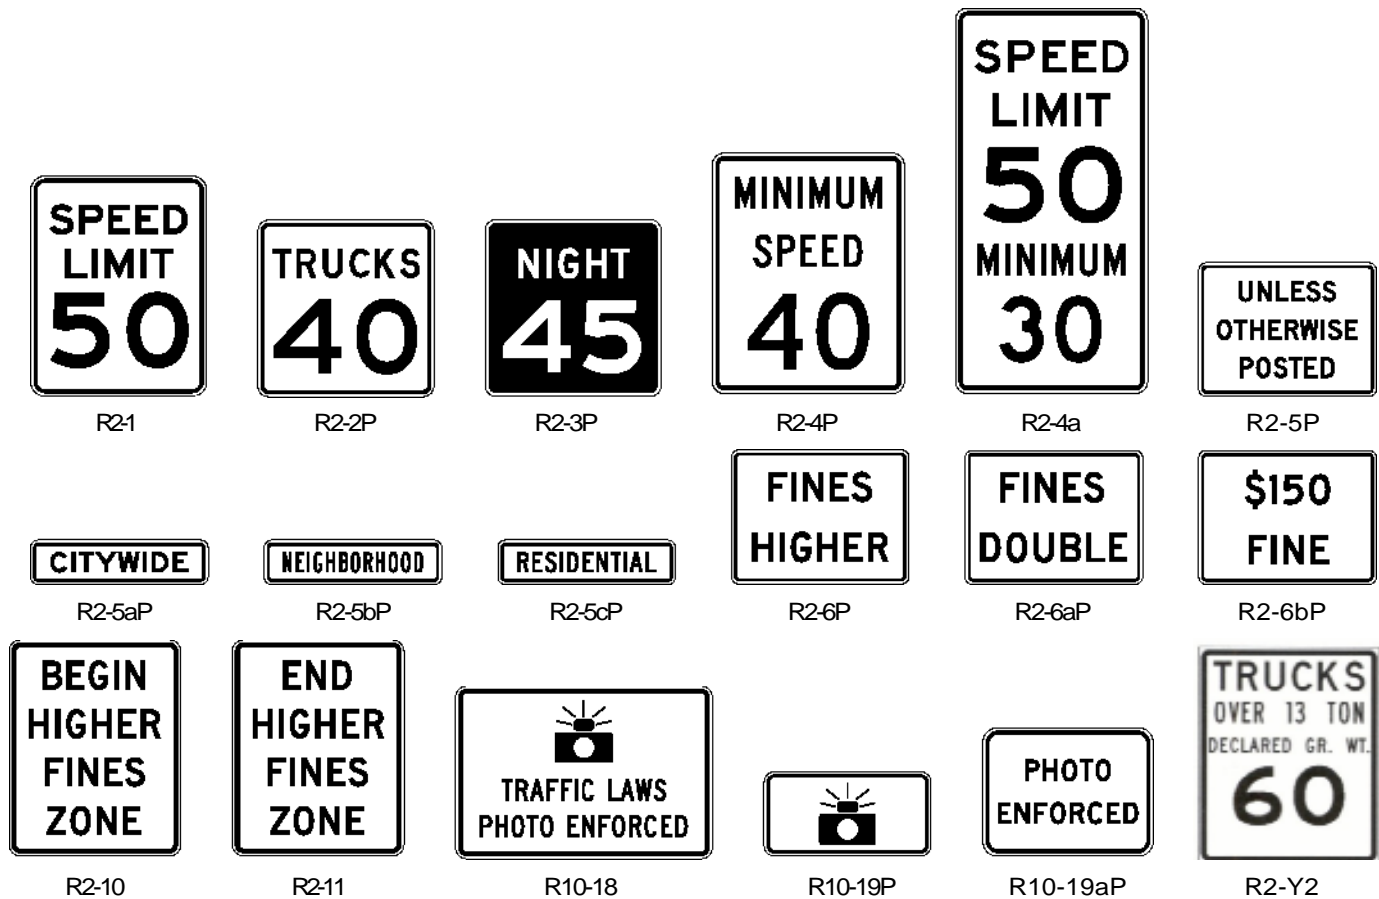 SPEED
LIMIT
50
R2-1
TRUCKS
40
R2-2P
NIGHT
45
R2-3P
MINIMUM
SPEED
40
R2-4P
SPEED
LIMIT
50
MINIMUM
30
R2-4a
UNLESS
OTHERWISE
POSTED
R2-5P
CITYWIDE
R2-5aP
NEIGHBORHOOD
R2-5bP
RESIDENTIAL
R2-5cP
FINES
HIGHER
R2-6P
FINES
DOUBLE
R2-6aP
$150
FINE
R2-6bP
BEGIN
HIGHER
FINES
ZONE
R2-10
END
HIGHER
FINES
ZONE
R2-11
TRAFFIC LAWS
PHOTO ENFORCED
R10-18
R10-19P
PHOTO
ENFORCED
R10-19aP
TRUCKS
OVER 13 TON
DECLARED GR. WT.
60
R2-Y2